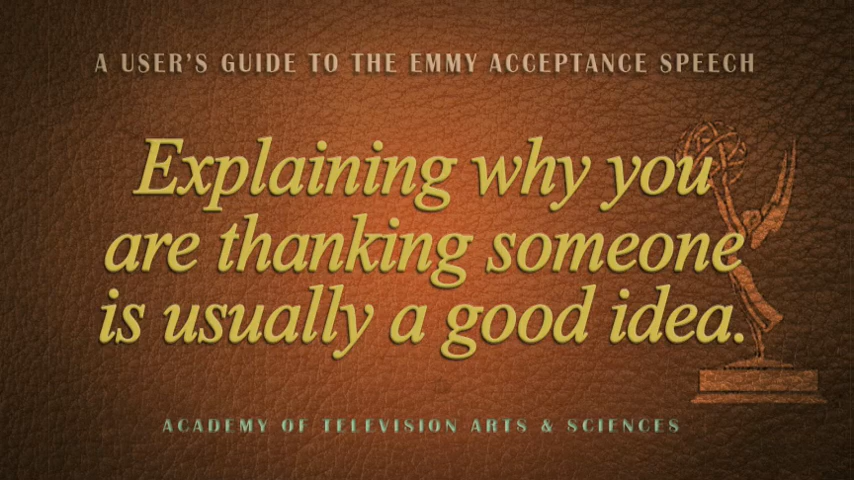 A USER'S GUIDE TO THE EMMY ACCEPTANCE SPEECH
Explaining why you
are thanking someone
is usually a good idea.
ACADEMY OF TELEVISION ARTS & SCIENCES